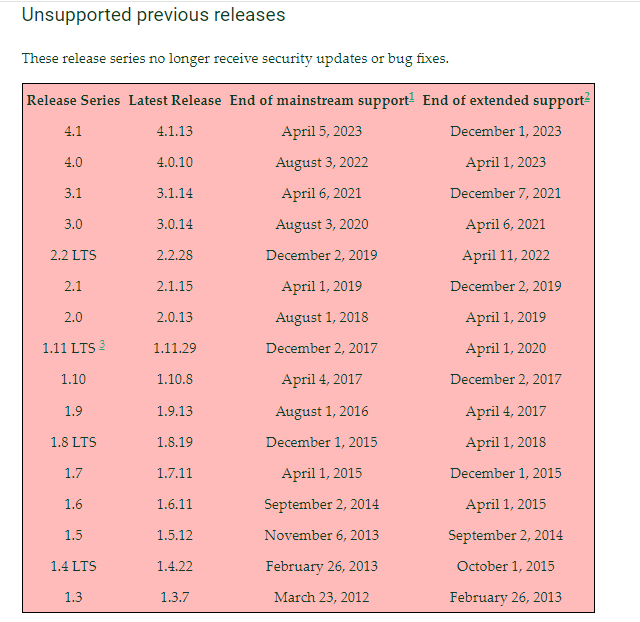 Unsupported previous releases
These release series no longer receive security updates or bug fixes.
Release Series Latest Release End of mainstream support1 End of extended support2
4.1 4.1.13 April 5, 2023 December 1, 2023
4.0 4.0.10 August 3, 2022 April 1, 2023
3.1 3.1.14 April 6, 2021 December 7, 2021
3.0 3.0.14 August 3, 2020 April 6, 2021
2.2 LTS 2.2.28 December 2, 2019 April 11, 2022
2.1 2.1.15 April 1, 2019 December 2, 2019
2.0 2.0.13 August 1, 2018 April 1, 2019
1.11 LTS 3 1.11.29 December 2, 2017 April 1, 2020
1.10 1.10.8 April 4, 2017 December 2, 2017
1.9 1.9.13 August 1, 2016 April 4, 2017
1.8 LTS 1.8.19 December 1, 2015 April 1, 2018
1.7 1.7.11 April 1, 2015 December 1, 2015
1.6 1.6.11 September 2, 2014 April 1, 2015
1.5 1.5.12 November 6, 2013 September 2, 2014
1.4 LTS 1.4.22 February 26, 2013 October 1, 2015
1.3 1.3.7 March 23, 2012 February 26, 2013